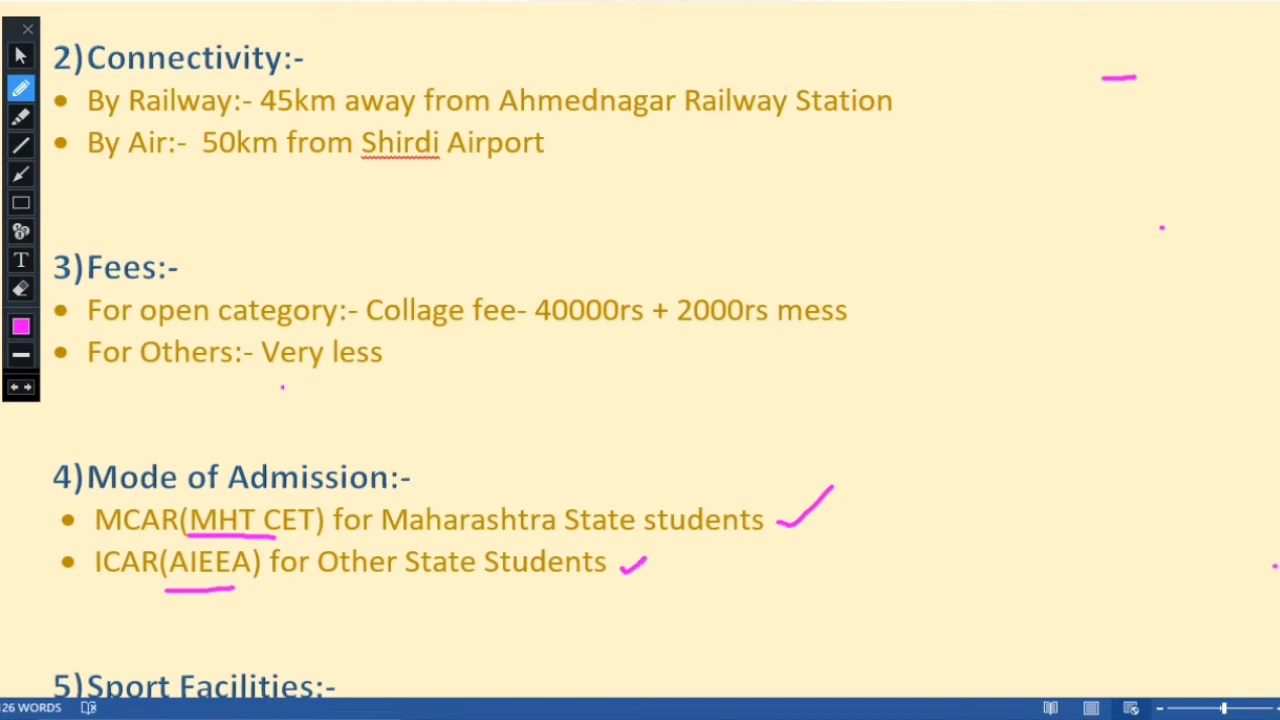 2)Connectivity:-
• By Railway:- 45km away from Ahmednagar Railway Station
• By Air:- 50km from Shirdi Airport
3)Fees:-
• For open category:- Collage fee- 40000rs + 2000rs mess
• For Others:- Very less
4)Mode of Admission:-
• MCAR(MHT CET) for Maharashtra State students
• ICAR(AIEEA) for Other State Students
5)Sport Facilities:-
126 WORDS